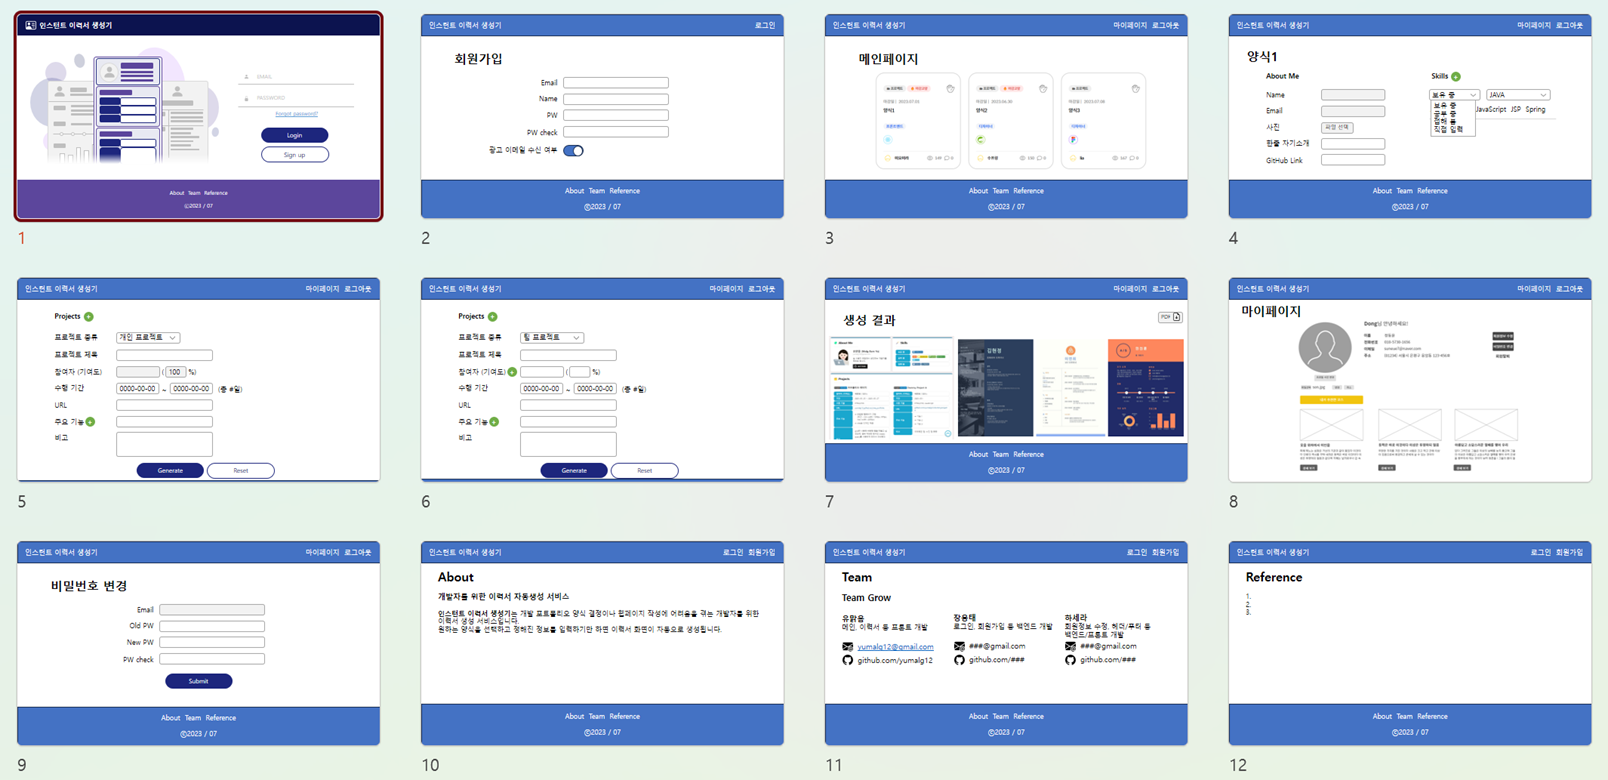 인스턴트 이력서 생성기
EMAIL
PASSWORD
Forgot password?
Login
Sign up
About Team Reference
©2023 / 07
1
인스턴트 이력서 생성기 로그인
회원가입
Email
Name
PW
PW check
광고 이메일 수신 여부
About Team Reference
©2023 / 07
2
인스턴트 이력서 생성기 마이페이지 로그아웃
메인페이지
양식1
양식2
양식3
About Team Reference
©2023 / 07
3
인스턴트 이력서 생성기 마이페이지 로그아웃
양식1
About Me
Name
Email
사진 파일 선택
한줄 자기소개
GitHub Link
Skills
보유 중 JAVA
보유 중
직접 입력
JavaScript JSP Spring
About Team Reference
©2023 / 07
4
인스턴트 이력서 생성기 마이페이지 로그아웃
Projects
프로젝트 종류 개인 프로젝트
프로젝트 제목
참여자 (기여도) ( 100 %)
수행 기간 0000-00-00 ~ 0000-00-00 (총 #일)
URL
주요 기능
비고
Generate Reset
5
인스턴트 이력서 생성기 마이페이지 로그아웃
Projects
프로젝트 종류 팀 프로젝트
프로젝트 제목
참여자 (기여도) ( %)
수행 기간 0000-00-00 ~ 0000-00-00 (총 #일)
URL
주요 기능
비고
Generate Reset
6
인스턴트 이력서 생성기 마이페이지 로그아웃
생성 결과 PDF
About Me
Skills
Projects
김현정
About Team Reference
©2023 / 07
7
인스턴트 이력서 생성기 마이페이지 로그아웃
마이페이지
Dong님 안녕하세요!
8
인스턴트 이력서 생성기 마이페이지 로그아웃
비밀번호 변경
Email
Old PW
New PW
PW check
Submit
About Team Reference
©2023 / 07
9
인스턴트 이력서 생성기 로그인 회원가입
About
개발자를 위한 이력서 자동생성 서비스
인스턴트 이력서 생성기는 개발 포트폴리오 양식 결정이나 웹페이지 작성에 어려움을 겪는 개발자를 위한
이력서 생성 서비스입니다.
원하는 양식을 선택하고 정해진 정보를 입력하기만 하면 이력서 화면이 자동으로 생성됩니다.
About Team Reference
©2023 / 07
10
인스턴트 이력서 생성기 로그인 회원가입
Team
Team Grow
유맑음
메인, 이력서 등 프론트 개발
yumalg12@gmail.com
github.com/yumalg12
장용태
로그인, 회원가입 등 백엔드 개발
###@gmail.com
github.com/###
하세라
회원정보 수정, 헤더/푸터 등
백엔드/프론트 개발
###@gmail.com
github.com/###
About Team Reference
©2023 / 07
11
인스턴트 이력서 생성기 로그인 회원가입
Reference
1.
2.
3.
About Team Reference
©2023 / 07
12